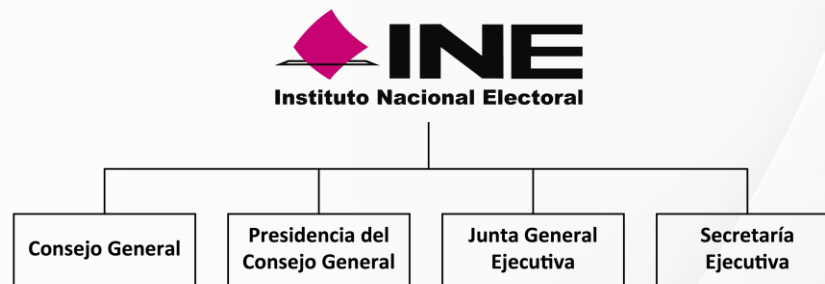 INE
Instituto Nacional Electoral
Consejo General
Presidencia del
Consejo General
Junta General
Ejecutiva
Secretaría
Ejecutiva